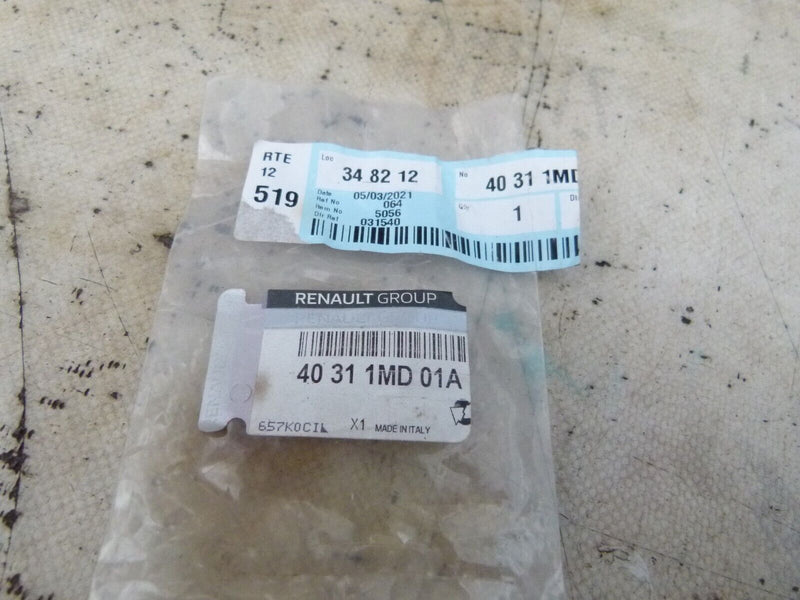 RTE
12
519
Loc
34 82 12
Date 05/03/2021
Ref No 064
Item No 5056
Dlr Ref 031540
No
40 31 1MD
Qty
1
RENAULT GROUP
40 31 1MD 01A
657K0CIL X1 MADE IN ITALY